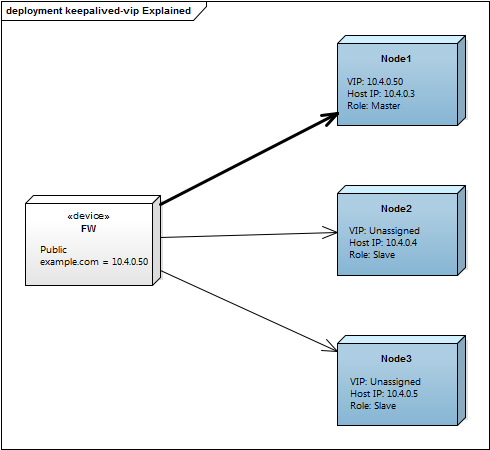 deployment keepalived-vip Explained
Node1
VIP: 10.4.0.50
Host IP: 10.4.0.3
Role: Master
«device»
FW
Public
example.com = 10.4.0.50
Node2
VIP: Unassigned
Host IP: 10.4.0.4
Role: Slave
Node3
VIP: Unassigned
Host IP: 10.4.0.5
Role: Slave